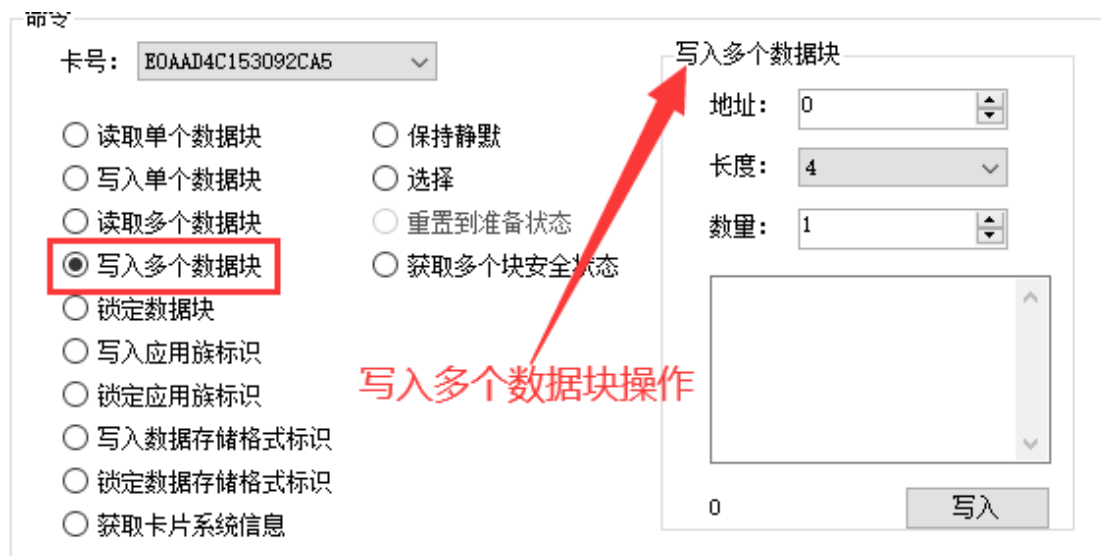 命令
卡号： E0AAD4C153092CA5
读取单个数据块
写入单个数据块
读取多个数据块
写入多个数据块
锁定数据块
写入应用族标识
锁定应用族标识
写入数据存储格式标识
锁定数据存储格式标识
获取卡片系统信息
保持静默
选择
重置到准备状态
获取多个块安全状态
写入多个数据块操作
写入多个数据块
地址： 0
长度： 4
数量： 1
0
写入